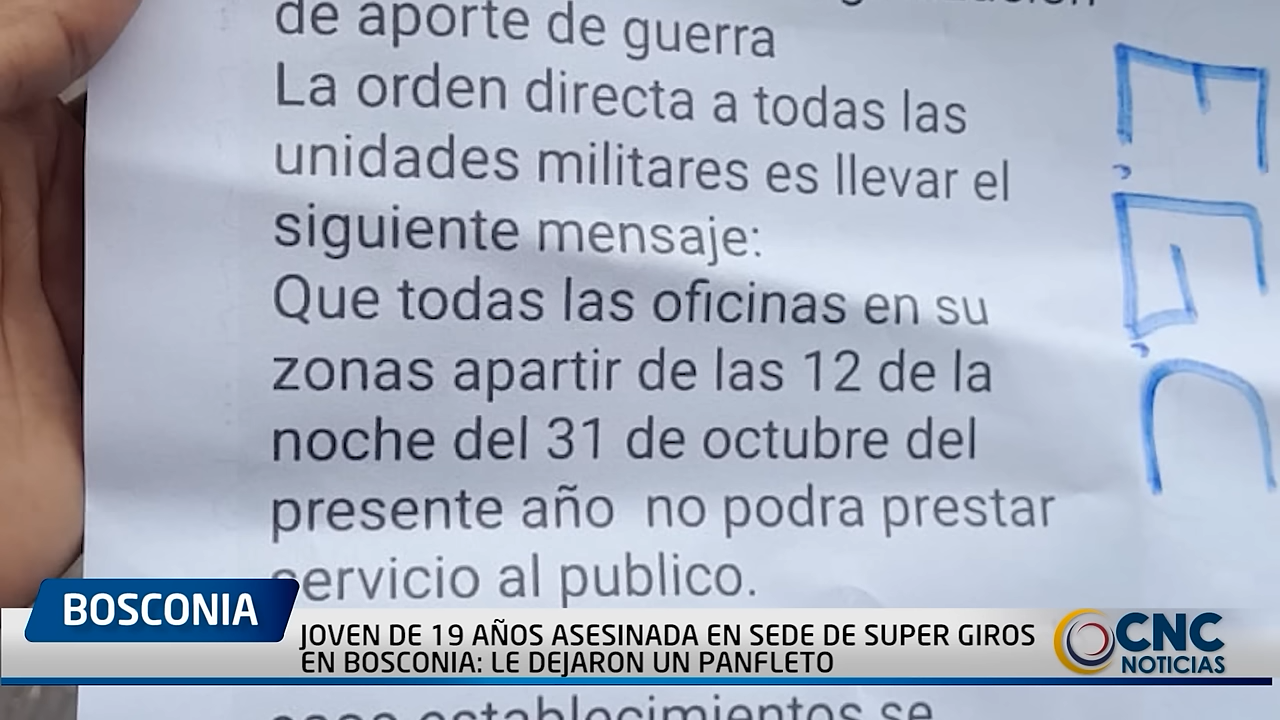 de aporte de guerra
La orden directa a todas las
unidades militares es llevar el
siguiente mensaje:
Que todas las oficinas en su
zonas apartir de las 12 de la
noche del 31 de octubre del
presente año  no podra prestar
servicio al publico.
establecimientos se
E.G.C
BOSCONIA
JOVEN DE 19 AÑOS ASESINADA EN SEDE DE SUPER GIROS
EN BOSCONIA: LE DEJARON UN PANFLETO
CNC
NOTICIAS